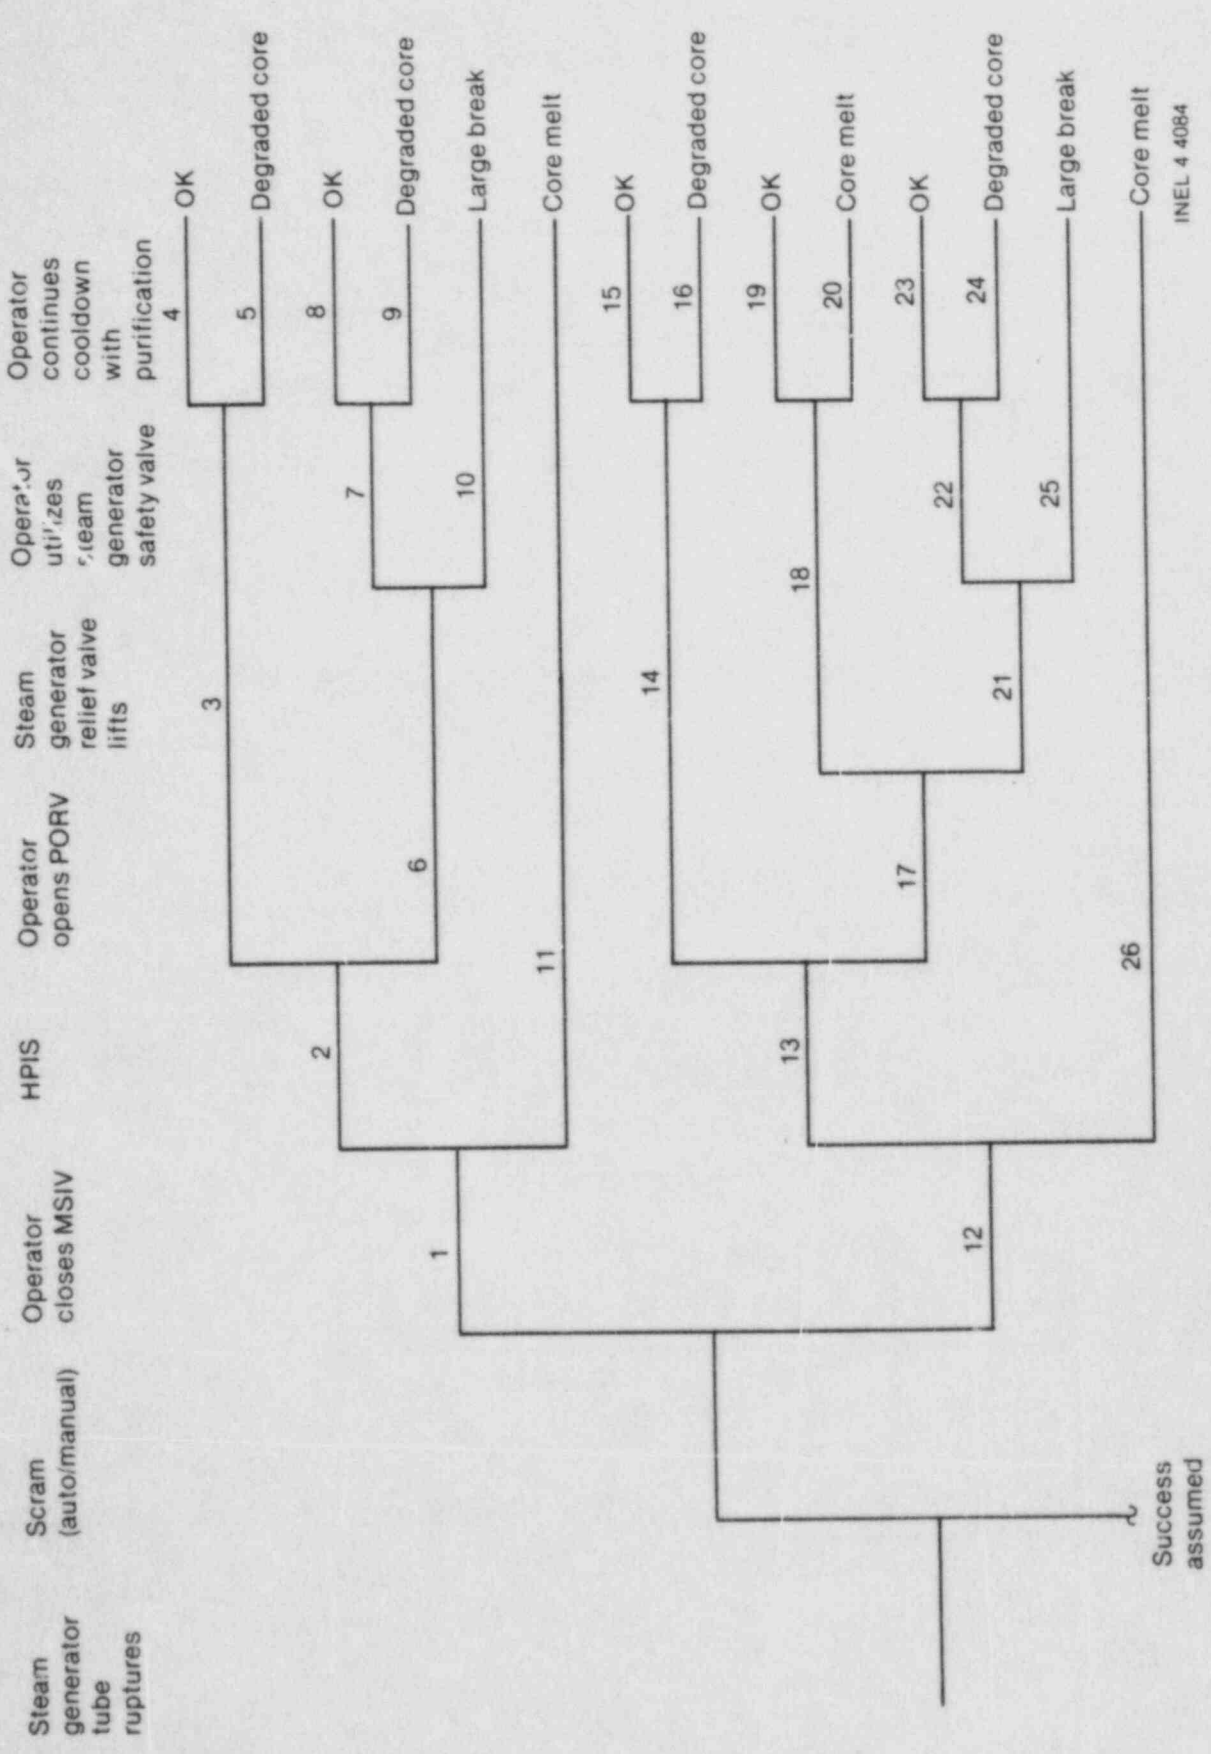 Steam
generator
tube
ruptures
Scram
(auto/manual)
Operator
closes MSIV
HPIS
Operator
opens PORV
Steam
generator
relief valve
lifts
Operator
utilizes
steam
generator
safety valve
Operator
continues
cooldown
with
purification
4
OK
5
Degraded core
3
8
OK
9
Degraded core
7
10
Large break
6
2
11
Core melt
1
15
OK
16
Degraded core
14
19
OK
20
Core melt
18
23
OK
24
Degraded core
22
25
Large break
21
17
13
26
Core melt
12
Success
assumed
INEL 4 4084